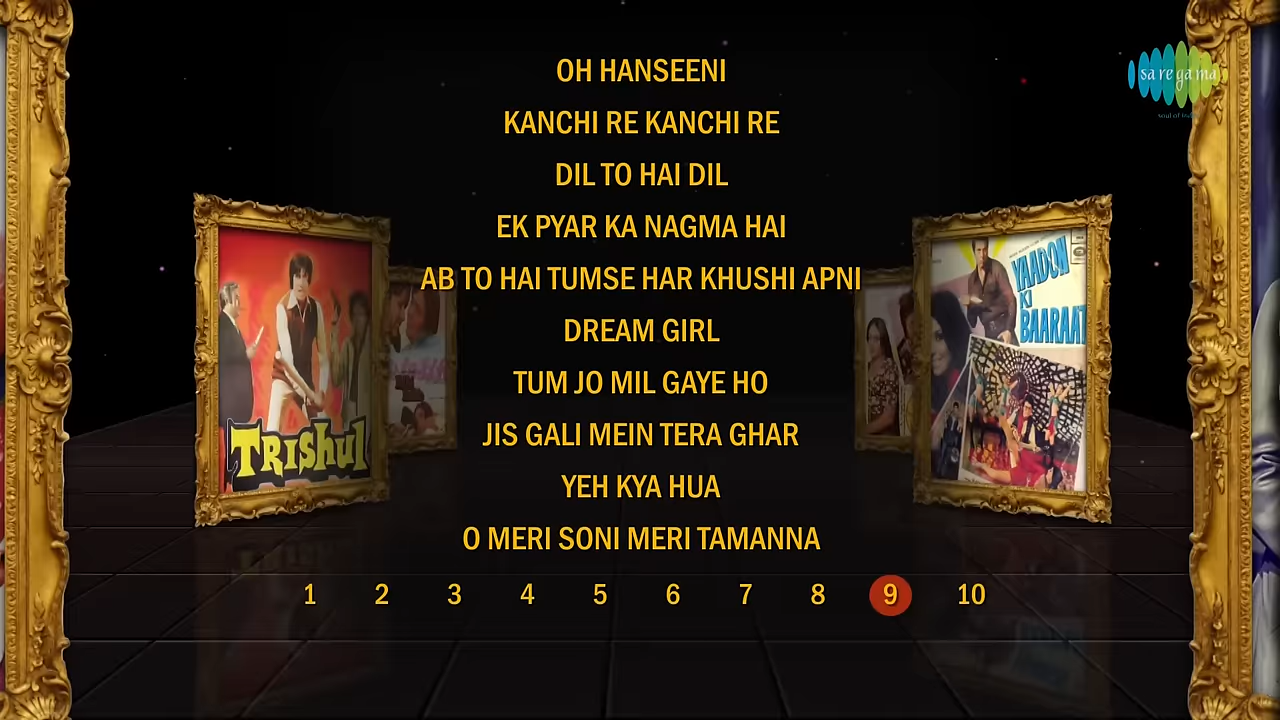 OH HANSEENI
sa re ga ma
KANCHI RE KANCHI RE
DIL TO HAI DIL
EK PYAR KA NAGMA HAI
AB TO HAI TUMSE HAR KHUSHI APNI
YAADON
KI
BAARAAT
DREAM GIRL
TUM JO MIL GAYE HO
JIS GALI MEIN TERA GHAR
TRISHUL
YEH KYA HUA
O MERI SONI MERI TAMANNA
1 2 3 4 5 6 7 8 9 10